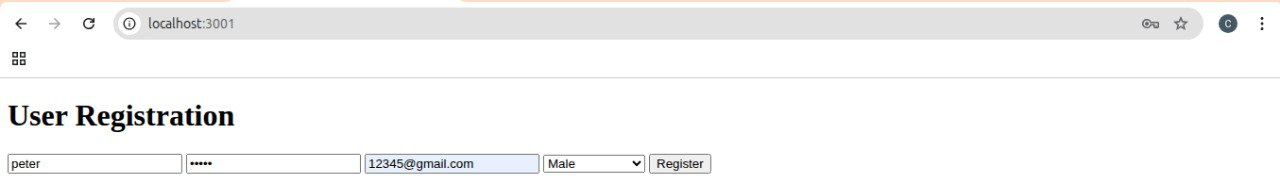 localhost:3001
C
User Registration
peter ••••• 12345@gmail.com Male Register